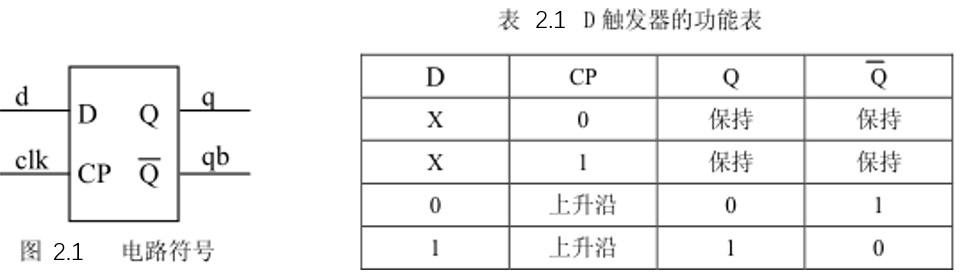 表 2.1 D 触发器的功能表
d
D
Q
q
clk
CP
Q̅
qb
图 2.1 电路符号
D CP Q Q̅
X 0 保持 保持
X 1 保持 保持
0 上升沿 0 1
1 上升沿 1 0